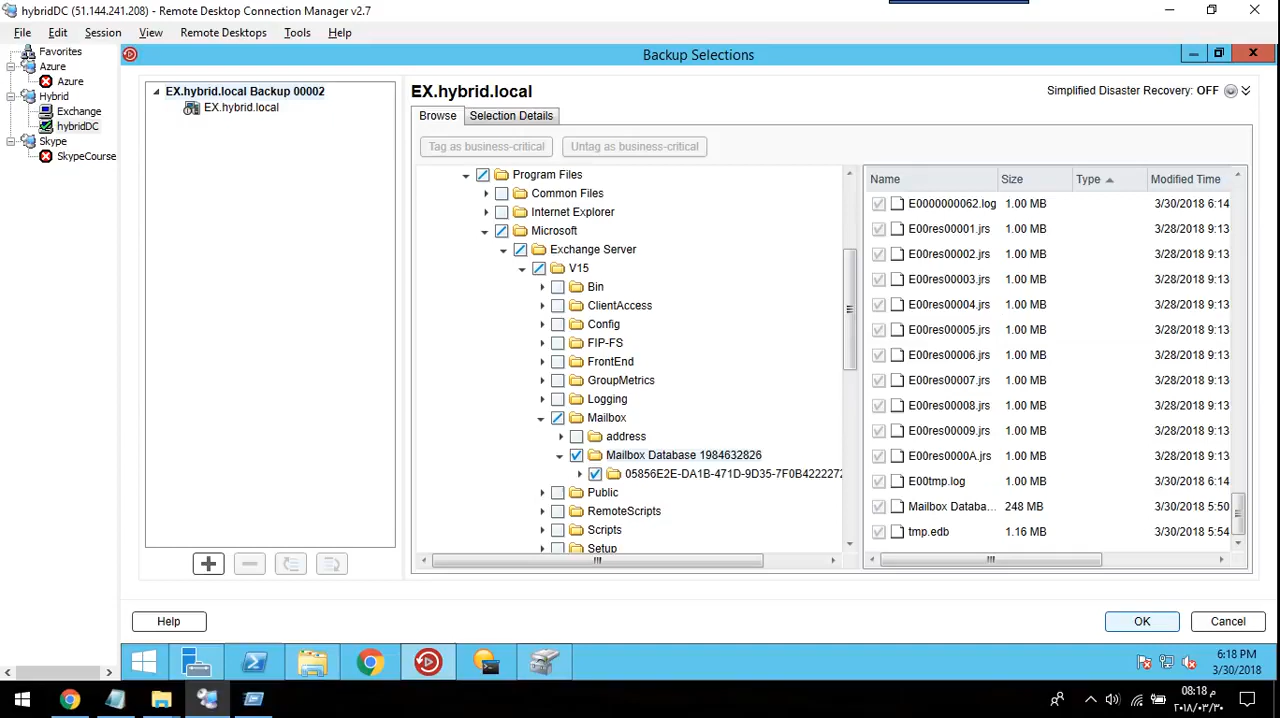 hybridDC (51.144.241.208) - Remote Desktop Connection Manager v2.7
File Edit Session View Remote Desktops Tools Help
Favorites
Azure
Azure
Hybrid
Exchange
hybridDC
Skype
SkypeCourse
Backup Selections
EX.hybrid.local Backup 00002
EX.hybrid.local
EX.hybrid.local
Simplified Disaster Recovery: OFF
Browse Selection Details
Tag as business-critical Untag as business-critical
Program Files
Common Files
Internet Explorer
Microsoft
Exchange Server
V15
Bin
ClientAccess
Config
FIP-FS
FrontEnd
GroupMetrics
Logging
Mailbox
address
Mailbox Database 1984632826
05856E2E-DA1B-471D-9D35-7F0B4222272
Public
RemoteScripts
Scripts
Setup
Name Size Type Modified Time
E0000000062.log 1.00 MB 3/30/2018 6:14
E00res00001.jrs 1.00 MB 3/28/2018 9:13
E00res00002.jrs 1.00 MB 3/28/2018 9:13
E00res00003.jrs 1.00 MB 3/28/2018 9:13
E00res00004.jrs 1.00 MB 3/28/2018 9:13
E00res00005.jrs 1.00 MB 3/28/2018 9:13
E00res00006.jrs 1.00 MB 3/28/2018 9:13
E00res00007.jrs 1.00 MB 3/28/2018 9:13
E00res00008.jrs 1.00 MB 3/28/2018 9:13
E00res00009.jrs 1.00 MB 3/28/2018 9:13
E00res0000A.jrs 1.00 MB 3/28/2018 9:13
E00tmp.log 1.00 MB 3/30/2018 6:14
Mailbox Databa... 248 MB 3/30/2018 5:50
tmp.edb 1.16 MB 3/30/2018 5:54
Help OK Cancel
6:18 PM
3/30/2018
08:18 م
٢٠١٨/٠٣/٣٠